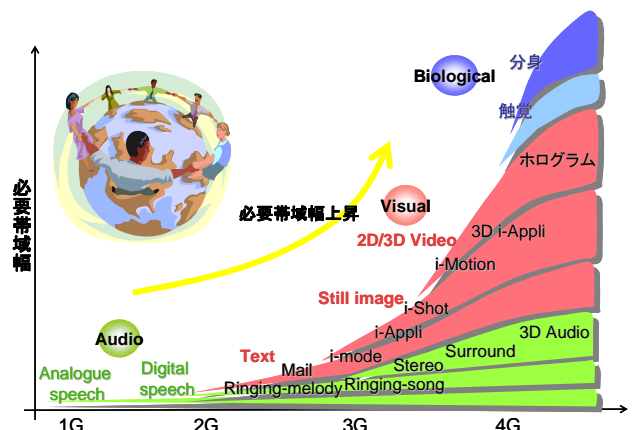 分身
Biological
触覚
ホログラム
必要帯域幅
必要帯域幅上昇
Visual
2D/3D Video
3D i-Appli
i-Motion
Still image
i-Shot
i-Appli
3D Audio
Audio
Text
i-mode
Surround
Stereo
Mail
Analogue
speech
Digital
speech
Ringing-melody
Ringing-song
1G
2G
3G
4G